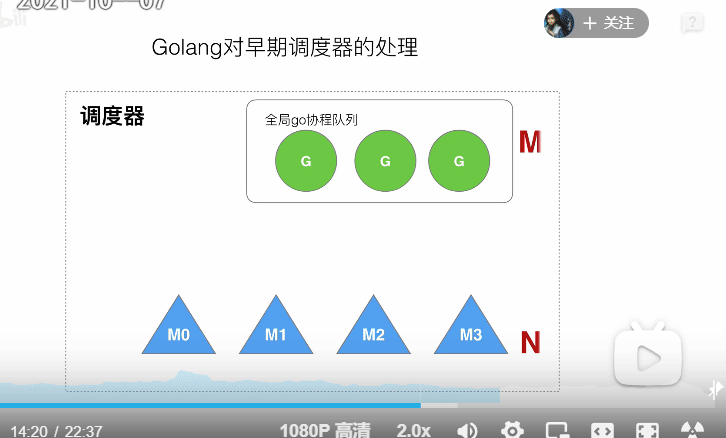 2021-10-07
+ 关注
?
Golang对早期调度器的处理
调度器
全局go协程队列
G G G
M
M0 M1 M2 M3
N
14:20 / 22:37
1080P 高清
2.0x